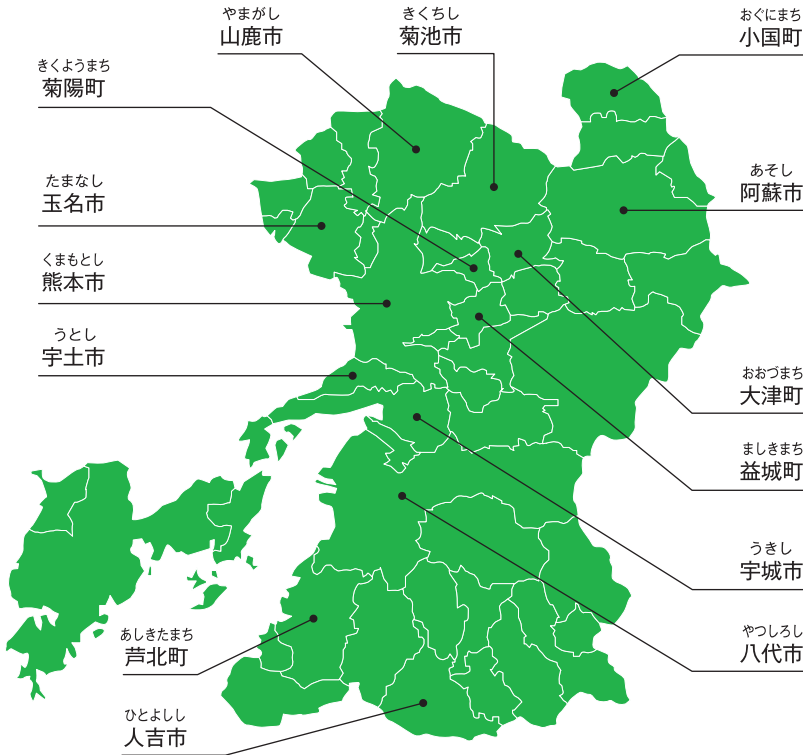 やまがし
山鹿市
きくちし
菊池市
おぐにまち
小国町
きくようまち
菊陽町
たまなし
玉名市
あそし
阿蘇市
くまもとし
熊本市
うとし
宇土市
おおづまち
大津町
ましきまち
益城町
うきし
宇城市
あしきたまち
芦北町
やつしろし
八代市
ひとよしし
人吉市